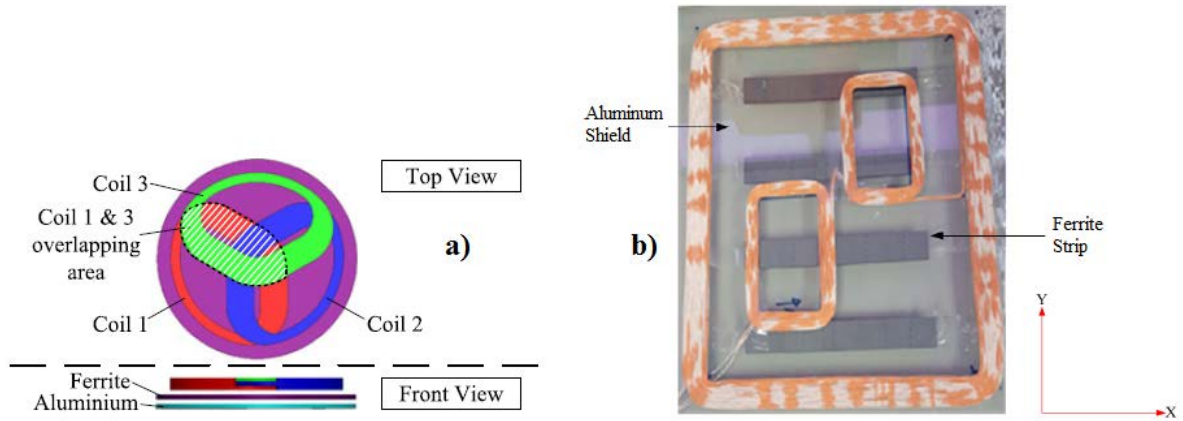 Coil 3
Coil 1 & 3
overlapping
area
Coil 1
Coil 2
Top View
a)
Ferrite
Aluminium
Front View
Aluminum
Shield
b)
Ferrite
Strip
Y
X